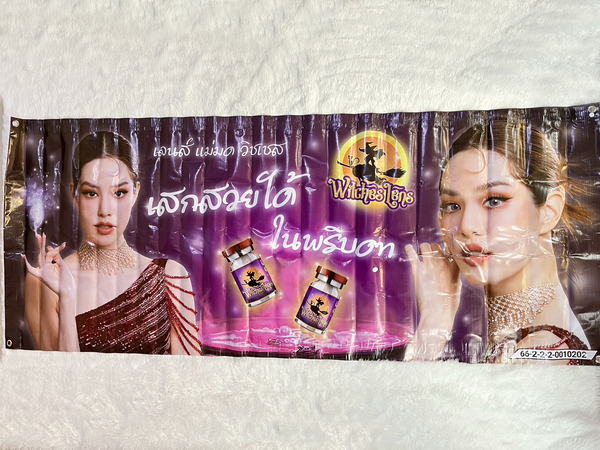 เลนส์ แม่มด วิชเชส
เสกสวยได้
ในพริบตา
Witches Lens
66-2-2-2-0010202